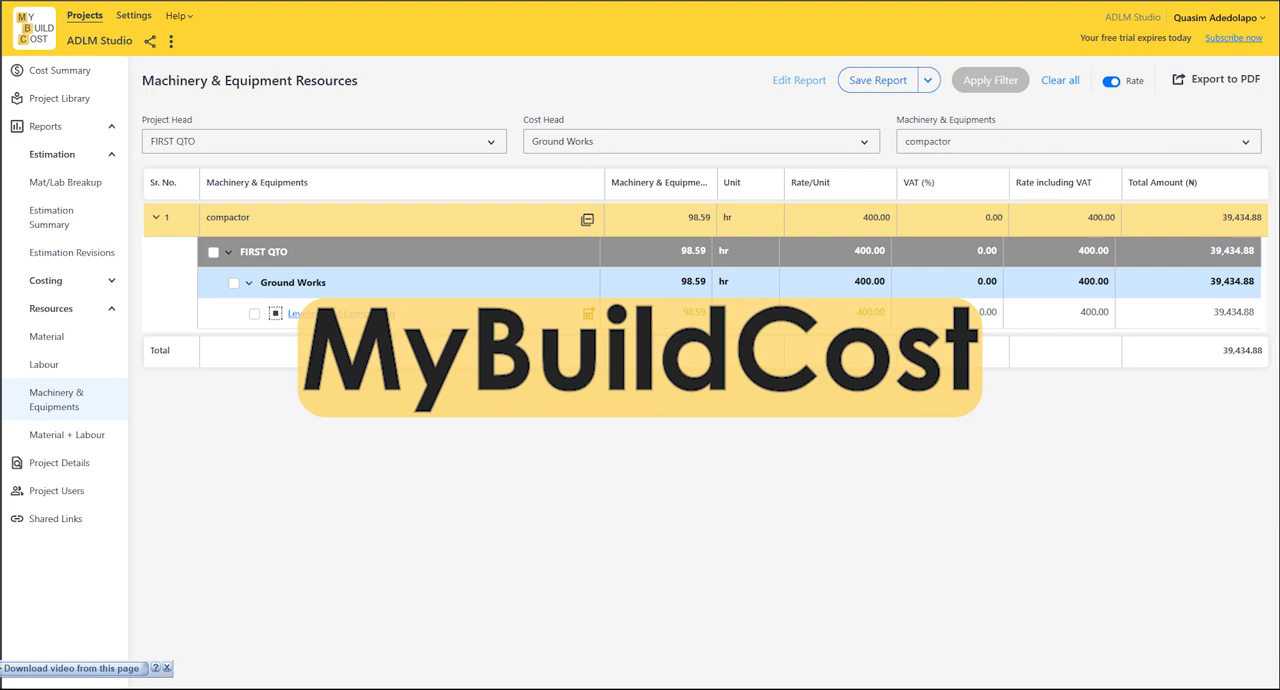 MY
BUILD
COST
Projects
Settings
Help
ADLM Studio
ADLM Studio
Quasim Adedolapo
Your free trial expires today
Subscribe now
Cost Summary
Project Library
Reports
Estimation
Mat/Lab Breakup
Estimation
Summary
Estimation Revisions
Costing
Resources
Material
Labour
Machinery &
Equipments
Material + Labour
Project Details
Project Users
Shared Links
Machinery & Equipment Resources
Edit Report
Save Report
Apply Filter
Clear all
Rate
Export to PDF
Project Head
Cost Head
Machinery & Equipments
FIRST QTO
Ground Works
compactor
Sr. No. Machinery & Equipments Machinery & Equipme... Unit Rate/Unit VAT (%) Rate including VAT Total Amount (₦)
1 compactor 98.59 hr 400.00 0.00 400.00 39,434.88
FIRST QTO 98.59 hr 400.00 0.00 400.00 39,434.88
Ground Works 98.59 hr 400.00 0.00 400.00 39,434.88
98.59 400.00 0.00 400.00 39,434.88
Total 39,434.88
MyBuildCost
Download video from this page ? X